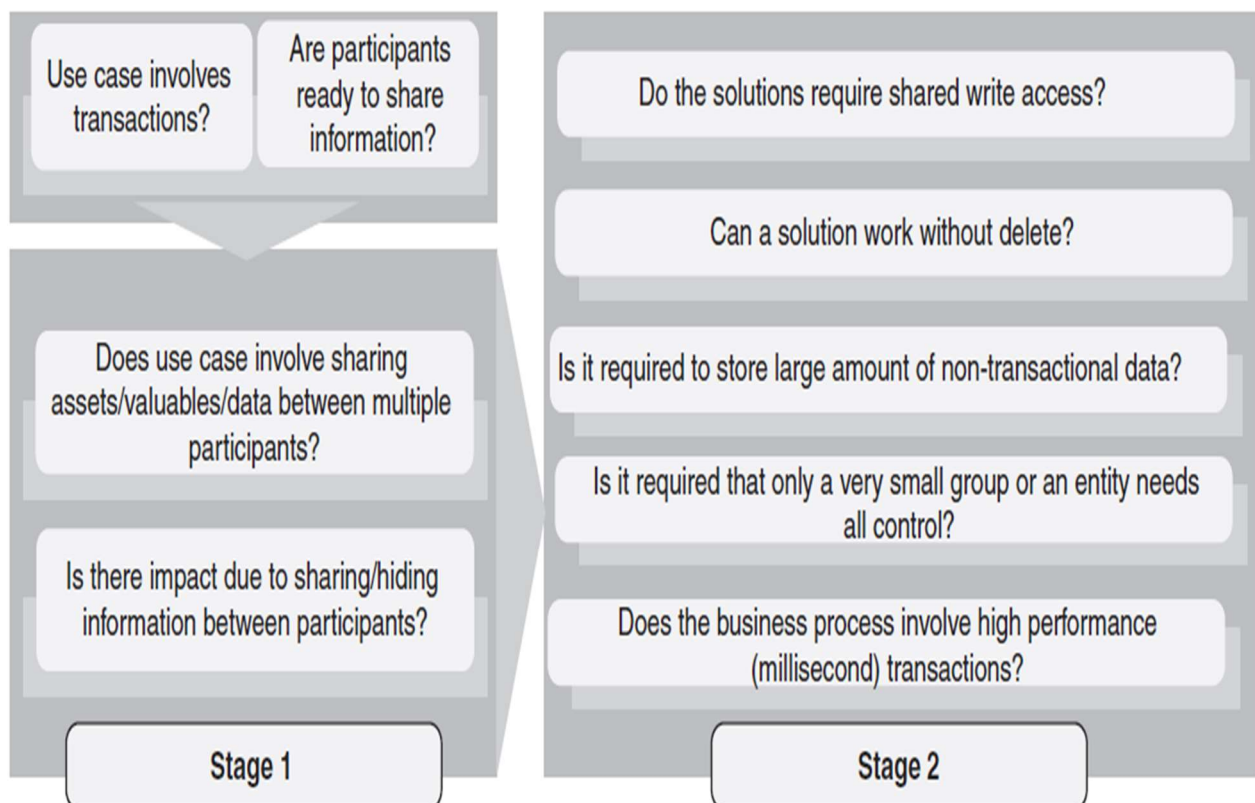 Use case involves
transactions?
Are participants
ready to share
information?
Does use case involve sharing
assets/valuables/data between multiple
participants?
Is there impact due to sharing/hiding
information between participants?
Stage 1
Do the solutions require shared write access?
Can a solution work without delete?
Is it required to store large amount of non-transactional data?
Is it required that only a very small group or an entity needs
all control?
Does the business process involve high performance
(millisecond) transactions?
Stage 2